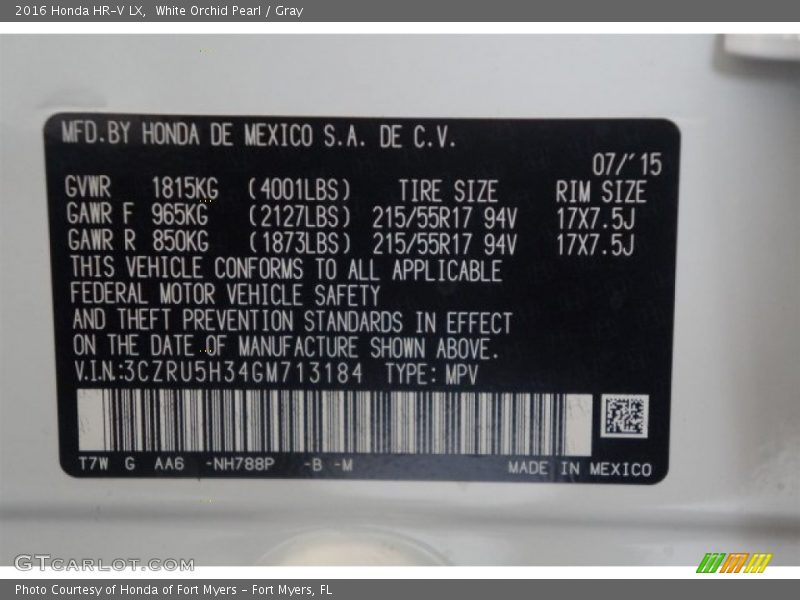 2016 Honda HR-V LX,  White Orchid Pearl / Gray
MFD.BY HONDA DE MEXICO S.A. DE C.V.
07/'15
GVWR 1815KG (4001LBS) TIRE SIZE RIM SIZE
GAWR F 965KG (2127LBS) 215/55R17 94V 17X7.5J
GAWR R 850KG (1873LBS) 215/55R17 94V 17X7.5J
THIS VEHICLE CONFORMS TO ALL APPLICABLE
FEDERAL MOTOR VEHICLE SAFETY
AND THEFT PREVENTION STANDARDS IN EFFECT
ON THE DATE OF MANUFACTURE SHOWN ABOVE.
V.I.N.:3CZRU5H34GM713184 TYPE: MPV
T7W G AA6 -NH788P -B -M MADE IN MEXICO
GTCARLOT.COM
Photo Courtesy of Honda of Fort Myers - Fort Myers, FL